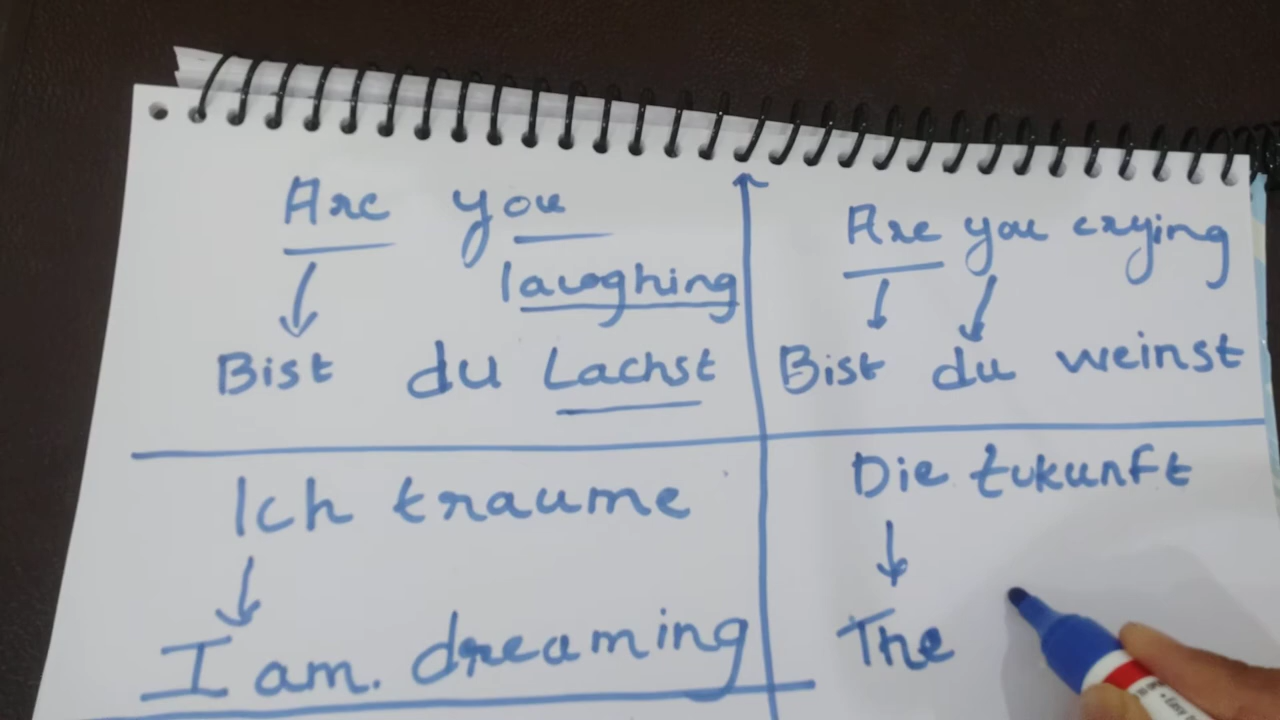 Are you
laughing
Bist du Lachst
Are you crying
Bist du weinst
Ich traume
I am. dreaming
Die Zukunft
The